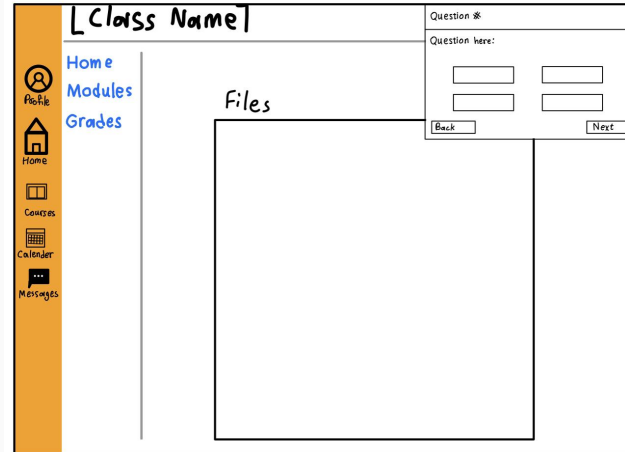 [Class Name]
Profile
Home
Courses
Calender
Messages
Home
Modules
Grades
Files
Question #
Question here:
Back
Next